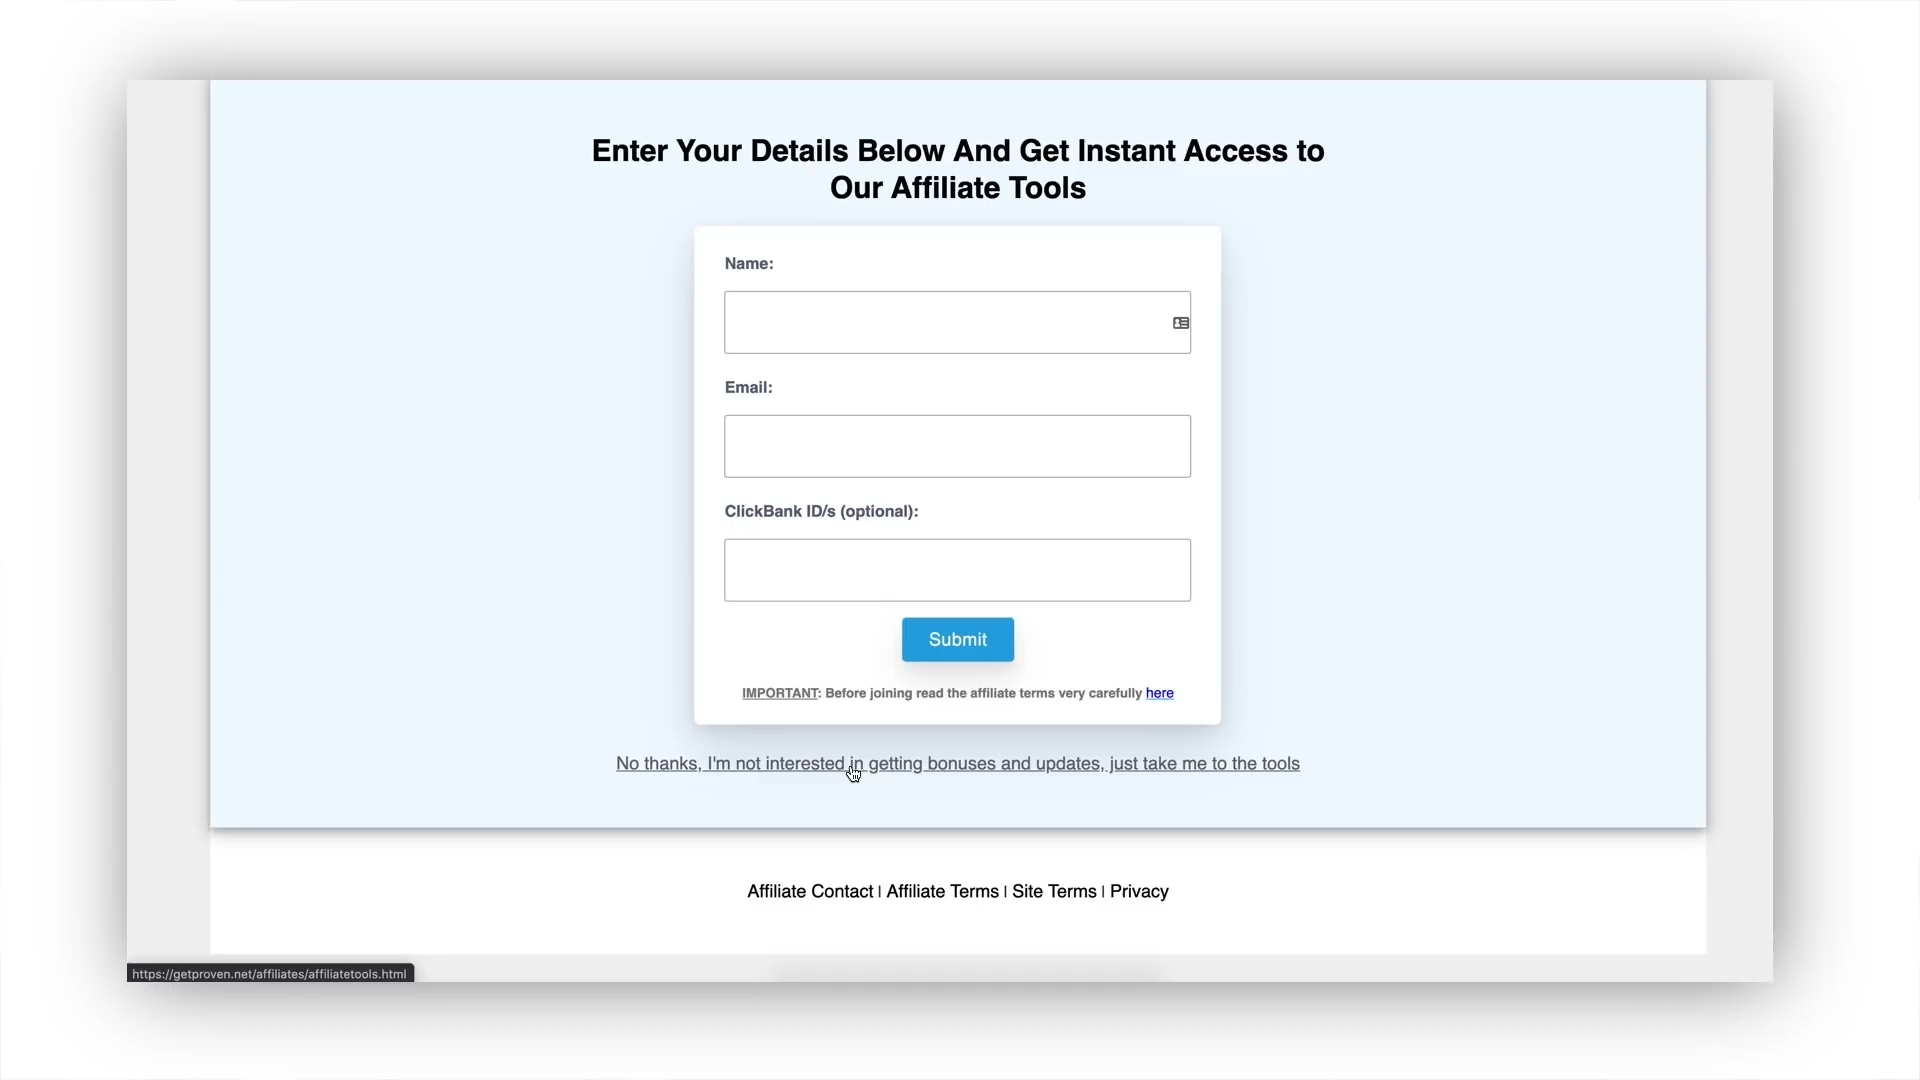 Enter Your Details Below And Get Instant Access to
Our Affiliate Tools
Name:
Email:
ClickBank ID/s (optional):
Submit
IMPORTANT: Before joining read the affiliate terms very carefully here
No thanks, I'm not interested in getting bonuses and updates, just take me to the tools
Affiliate Contact | Affiliate Terms | Site Terms | Privacy
https://getproven.net/affiliates/affiliatetools.html